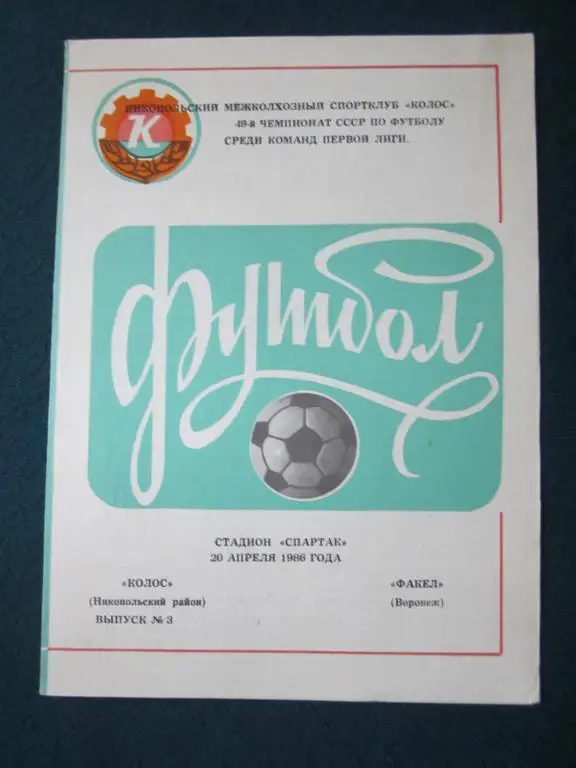 НИКОПОЛЬСКИЙ МЕЖКОЛХОЗНЫЙ СПОРТКЛУБ «КОЛОС»
49-й ЧЕМПИОНАТ СССР ПО ФУТБОЛУ
СРЕДИ КОМАНД ПЕРВОЙ ЛИГИ.
К
футбол
СТАДИОН «СПАРТАК»
20 АПРЕЛЯ 1986 ГОДА
«КОЛОС» «ФАКЕЛ»
(Никопольский район) (Воронеж)
ВЫПУСК № 3